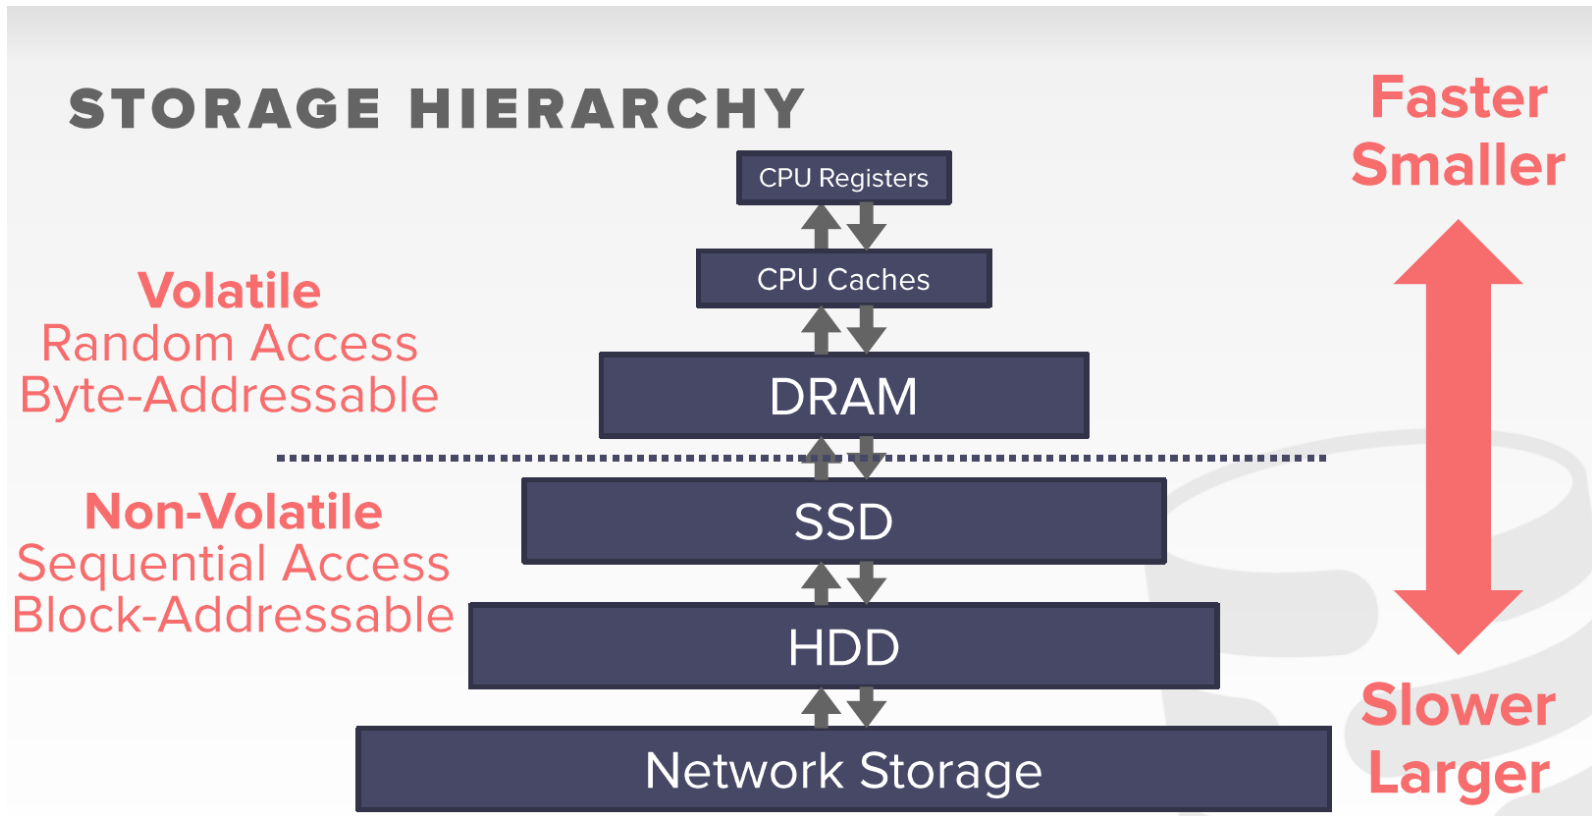 STORAGE HIERARCHY
Faster
Smaller
CPU Registers
CPU Caches
Volatile
Random Access
Byte-Addressable
DRAM
Non-Volatile
Sequential Access
Block-Addressable
SSD
HDD
Network Storage
Slower
Larger